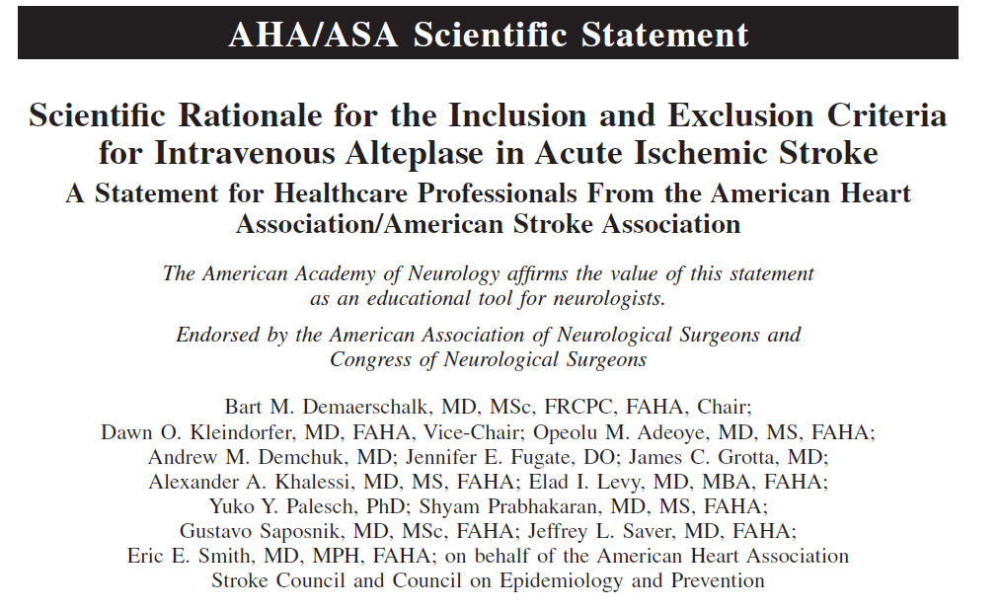 AHA/ASA Scientific Statement
Scientific Rationale for the Inclusion and Exclusion Criteria
for Intravenous Alteplase in Acute Ischemic Stroke
A Statement for Healthcare Professionals From the American Heart
Association/American Stroke Association
The American Academy of Neurology affirms the value of this statement
as an educational tool for neurologists.
Endorsed by the American Association of Neurological Surgeons and
Congress of Neurological Surgeons
Bart M. Demaerschalk, MD, MSc, FRCPC, FAHA, Chair;
Dawn O. Kleindorfer, MD, FAHA, Vice-Chair; Opeolu M. Adeoye, MD, MS, FAHA;
Andrew M. Demchuk, MD; Jennifer E. Fugate, DO; James C. Grotta, MD;
Alexander A. Khalessi, MD, MS, FAHA; Elad I. Levy, MD, MBA, FAHA;
Yuko Y. Palesch, PhD; Shyam Prabhakaran, MD, MS, FAHA;
Gustavo Saposnik, MD, MSc, FAHA; Jeffrey L. Saver, MD, FAHA;
Eric E. Smith, MD, MPH, FAHA; on behalf of the American Heart Association
Stroke Council and Council on Epidemiology and Prevention